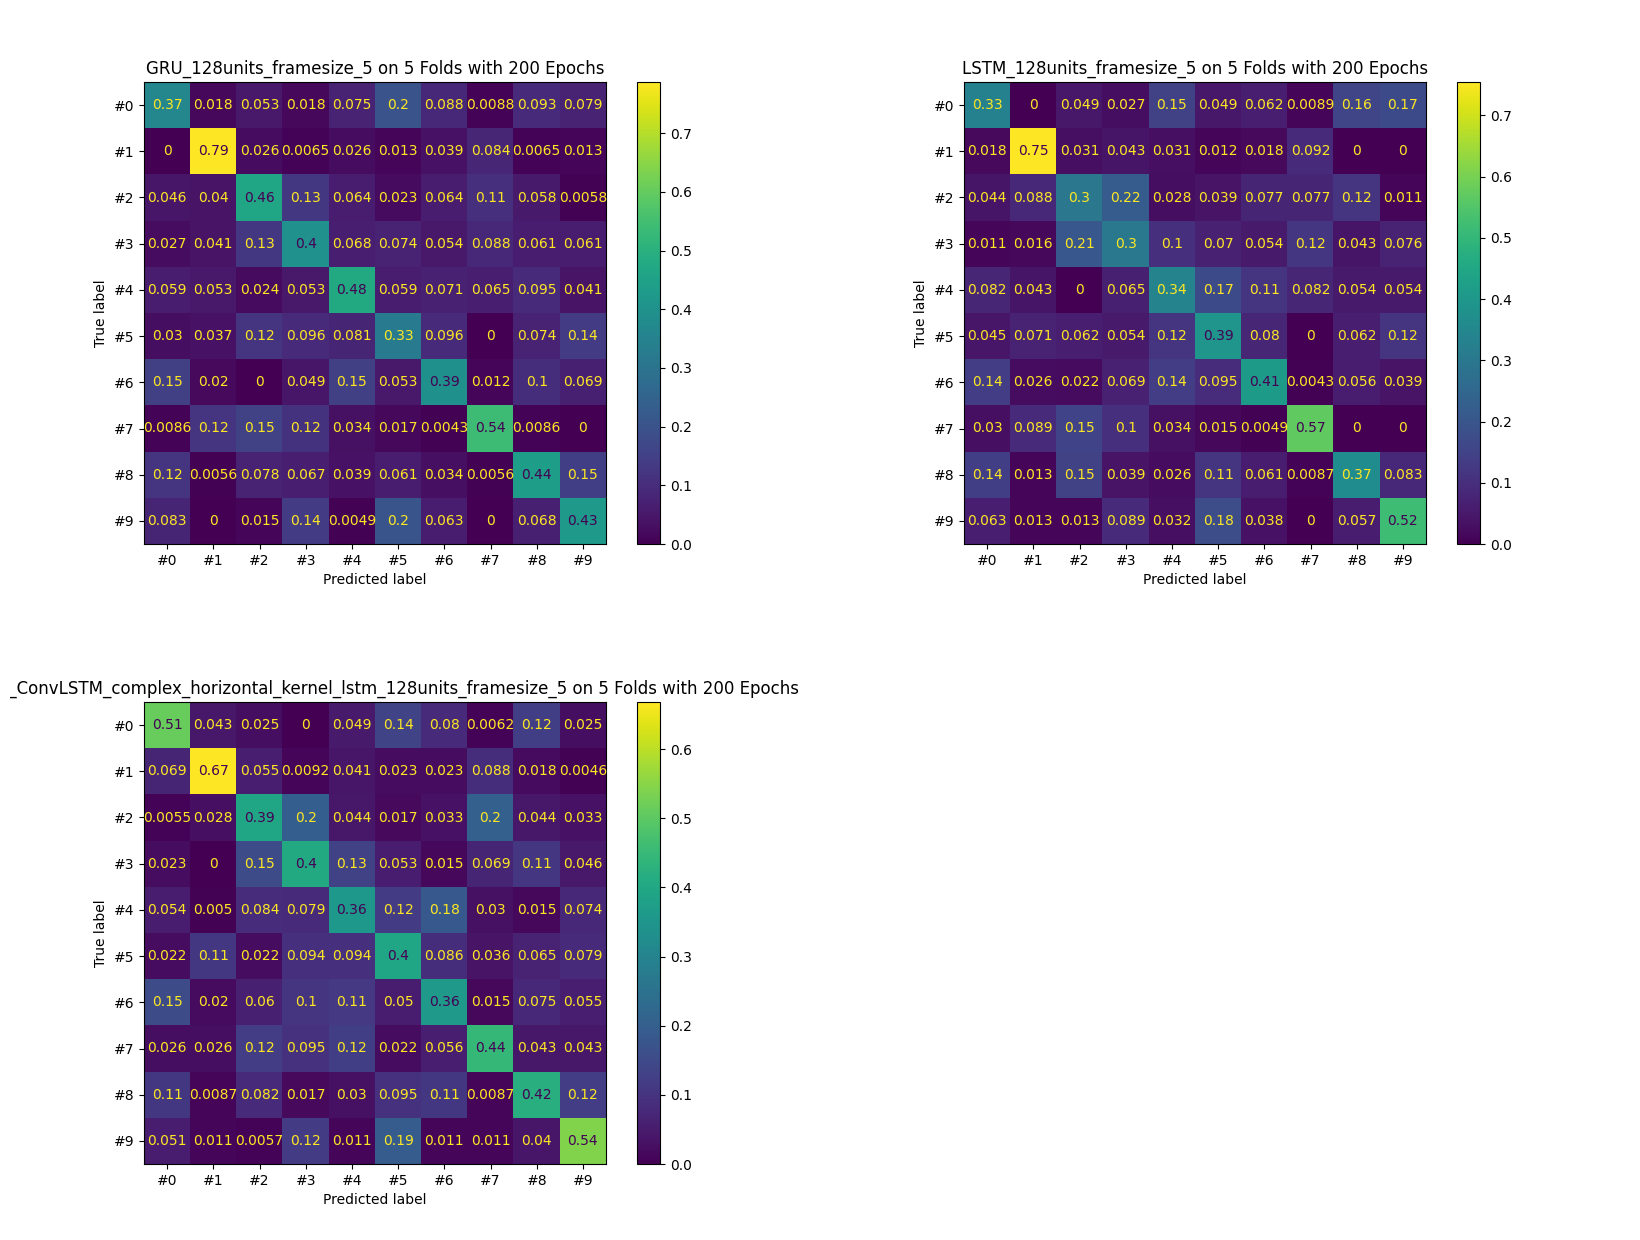 GRU_128units_framesize_5 on 5 Folds with 200 Epochs
#0 0.37 0.018 0.053 0.018 0.075 0.2 0.088 0.0088 0.093 0.079
#1 0 0.79 0.026 0.0065 0.026 0.013 0.039 0.084 0.0065 0.013
#2 0.046 0.04 0.46 0.13 0.064 0.023 0.064 0.11 0.058 0.0058
#3 0.027 0.041 0.13 0.4 0.068 0.074 0.054 0.088 0.061 0.061
#4 0.059 0.053 0.024 0.053 0.48 0.059 0.071 0.065 0.095 0.041
#5 0.03 0.037 0.12 0.096 0.081 0.33 0.096 0 0.074 0.14
#6 0.15 0.02 0 0.049 0.15 0.053 0.39 0.012 0.1 0.069
#7 0.0086 0.12 0.15 0.12 0.034 0.017 0.0043 0.54 0.0086 0
#8 0.12 0.0056 0.078 0.067 0.039 0.061 0.034 0.0056 0.44 0.15
#9 0.083 0 0.015 0.14 0.0049 0.2 0.063 0 0.068 0.43
#0 #1 #2 #3 #4 #5 #6 #7 #8 #9
Predicted label
True label
0.7
0.6
0.5
0.4
0.3
0.2
0.1
0.0
LSTM_128units_framesize_5 on 5 Folds with 200 Epochs
#0 0.33 0 0.049 0.027 0.15 0.049 0.062 0.0089 0.16 0.17
#1 0.018 0.75 0.031 0.043 0.031 0.012 0.018 0.092 0 0
#2 0.044 0.088 0.3 0.22 0.028 0.039 0.077 0.077 0.12 0.011
#3 0.011 0.016 0.21 0.3 0.1 0.07 0.054 0.12 0.043 0.076
#4 0.082 0.043 0 0.065 0.34 0.17 0.11 0.082 0.054 0.054
#5 0.045 0.071 0.062 0.054 0.12 0.39 0.08 0 0.062 0.12
#6 0.14 0.026 0.022 0.069 0.14 0.095 0.41 0.0043 0.056 0.039
#7 0.03 0.089 0.15 0.1 0.034 0.015 0.0049 0.57 0 0
#8 0.14 0.013 0.15 0.039 0.026 0.11 0.061 0.0087 0.37 0.083
#9 0.063 0.013 0.013 0.089 0.032 0.18 0.038 0 0.057 0.52
#0 #1 #2 #3 #4 #5 #6 #7 #8 #9
Predicted label
True label
0.7
0.6
0.5
0.4
0.3
0.2
0.1
0.0
_ConvLSTM_complex_horizontal_kernel_lstm_128units_framesize_5 on 5 Folds with 200 Epochs
#0 0.51 0.043 0.025 0 0.049 0.14 0.08 0.0062 0.12 0.025
#1 0.069 0.67 0.055 0.0092 0.041 0.023 0.023 0.088 0.018 0.0046
#2 0.0055 0.028 0.39 0.2 0.044 0.017 0.033 0.2 0.044 0.033
#3 0.023 0 0.15 0.4 0.13 0.053 0.015 0.069 0.11 0.046
#4 0.054 0.005 0.084 0.079 0.36 0.12 0.18 0.03 0.015 0.074
#5 0.022 0.11 0.022 0.094 0.094 0.4 0.086 0.036 0.065 0.079
#6 0.15 0.02 0.06 0.1 0.11 0.05 0.36 0.015 0.075 0.055
#7 0.026 0.026 0.12 0.095 0.12 0.022 0.056 0.44 0.043 0.043
#8 0.11 0.0087 0.082 0.017 0.03 0.095 0.11 0.0087 0.42 0.12
#9 0.051 0.011 0.0057 0.12 0.011 0.19 0.011 0.011 0.04 0.54
#0 #1 #2 #3 #4 #5 #6 #7 #8 #9
Predicted label
True label
0.6
0.5
0.4
0.3
0.2
0.1
0.0